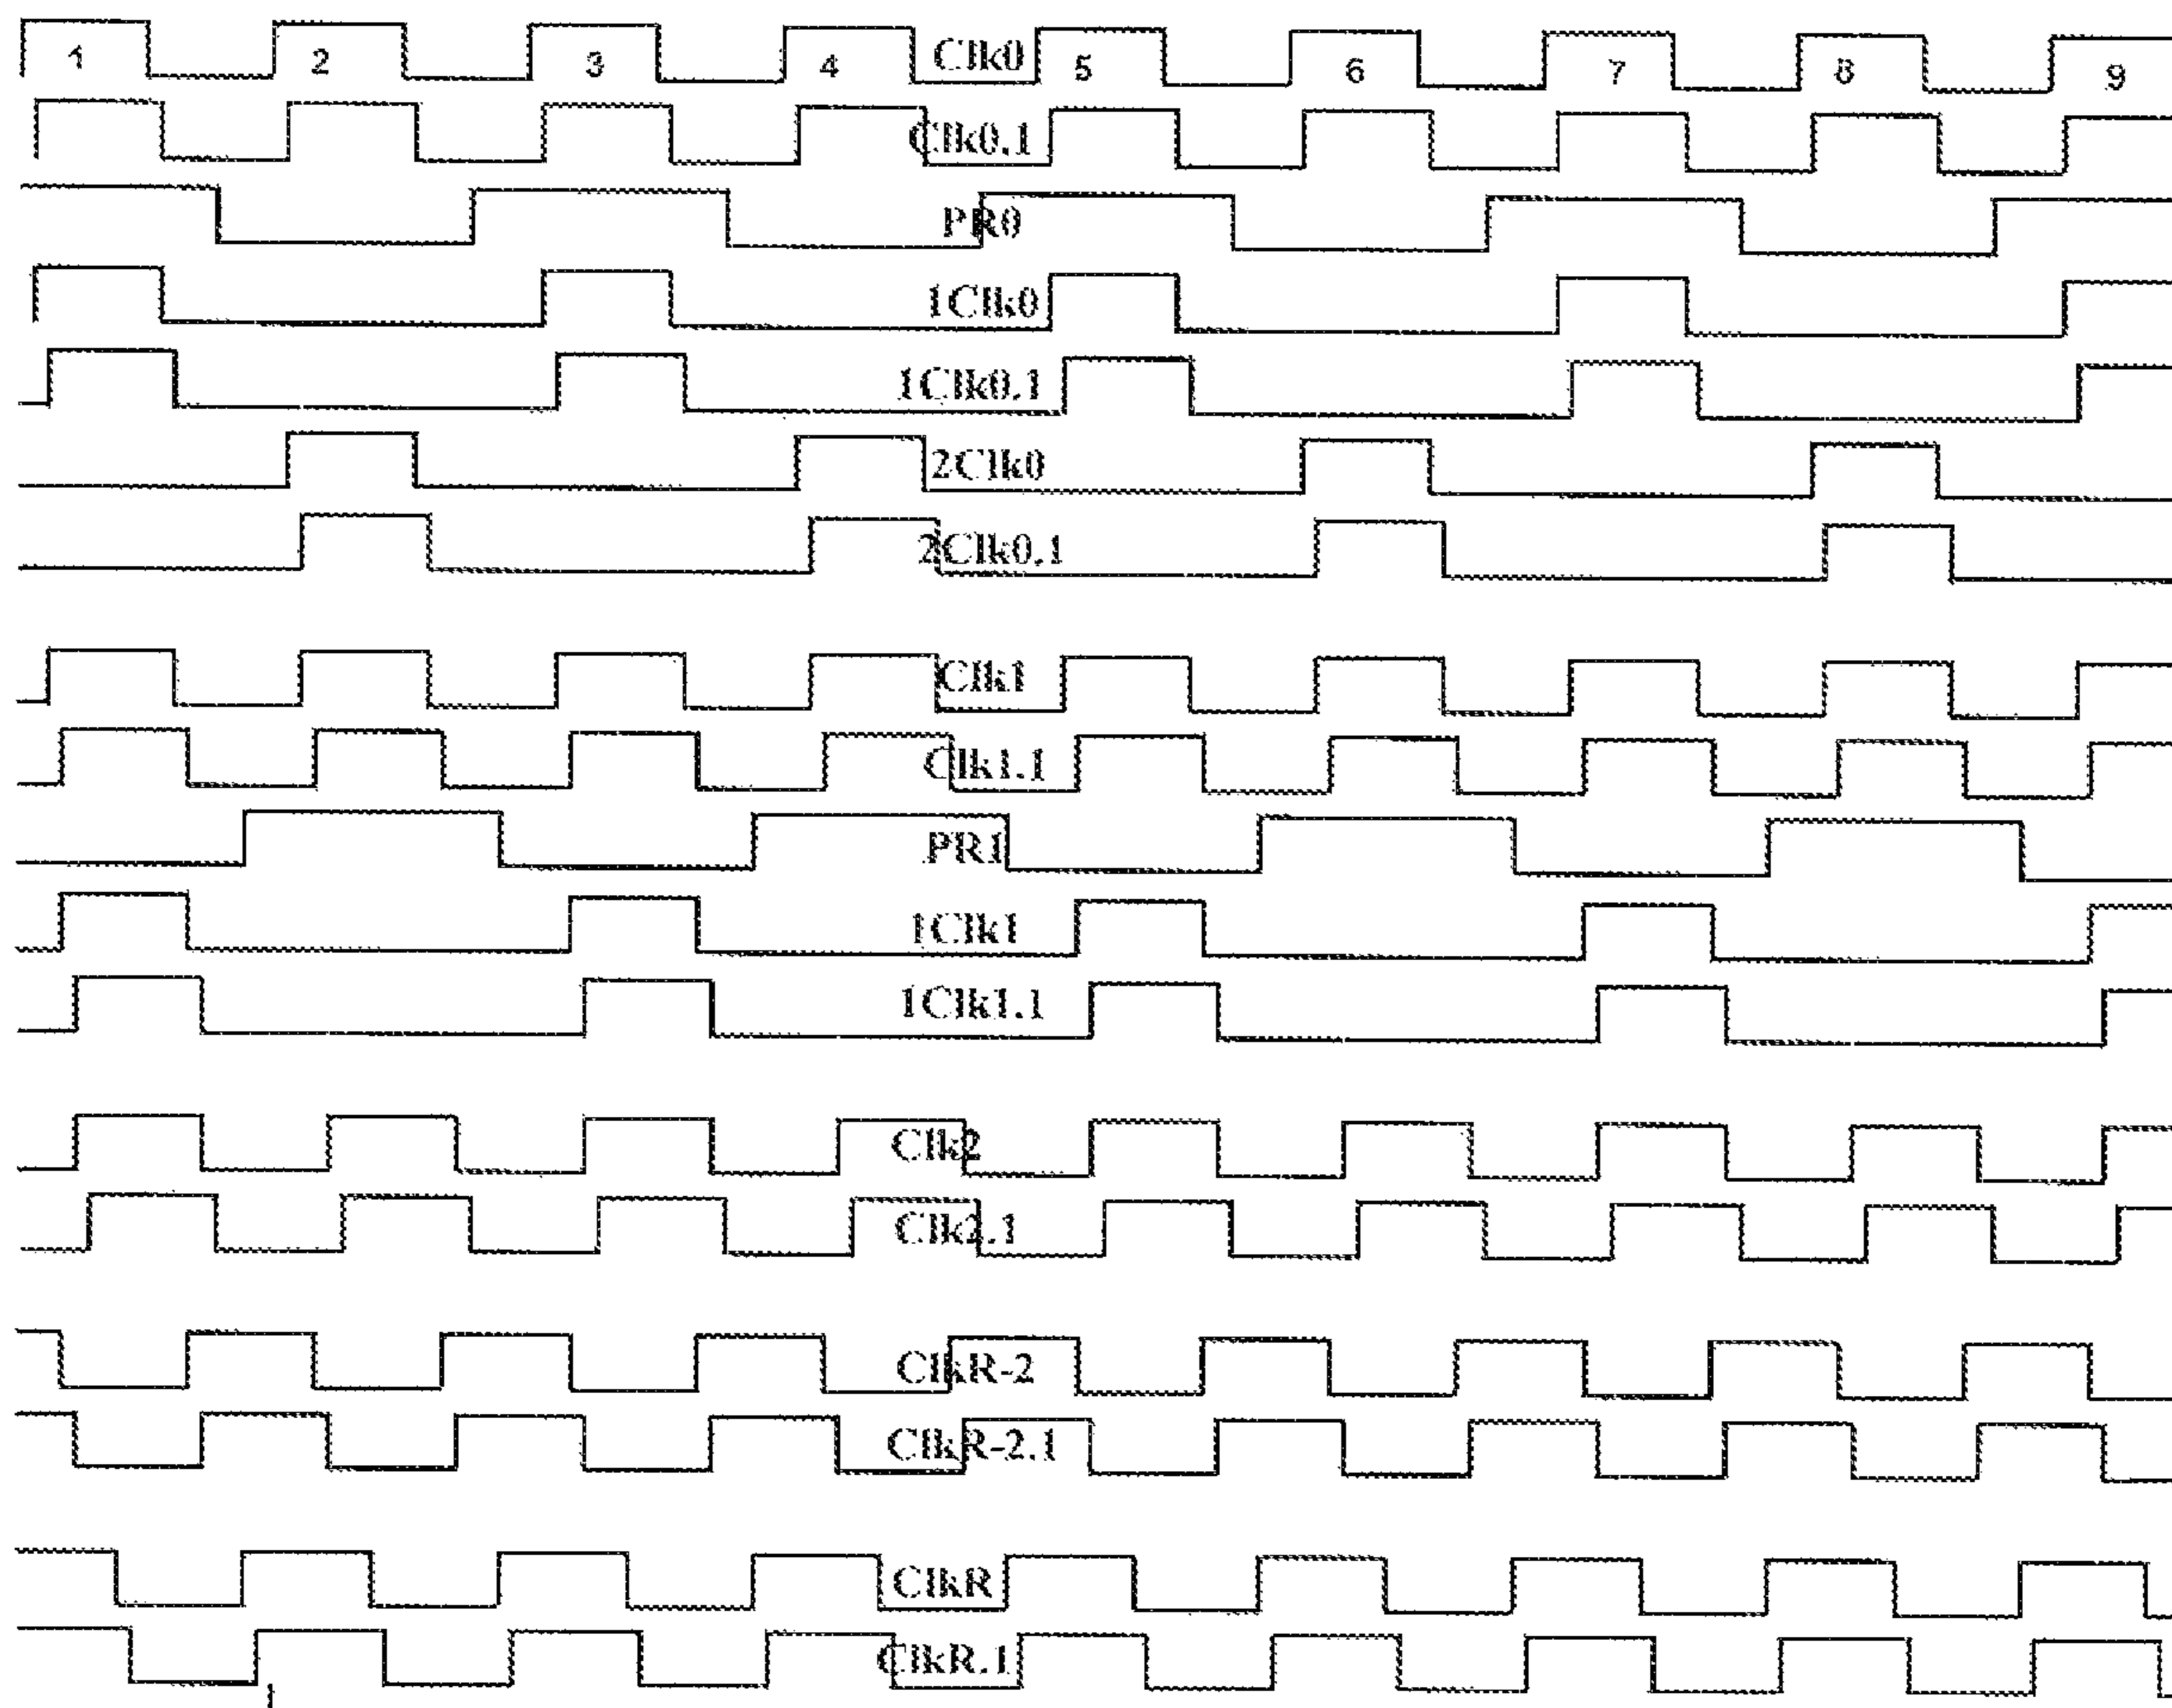 1 2 3 4 Clk0 5 6 7 8 9
Clk0.1
PR0
1Clk0
1Clk0.1
2Clk0
2Clk0.1
Clk1
Clk1.1
PR1
1Clk1
1Clk1.1
Clk2
Clk2.1
ClkR-2
ClkR-2.1
ClkR
ClkR.1